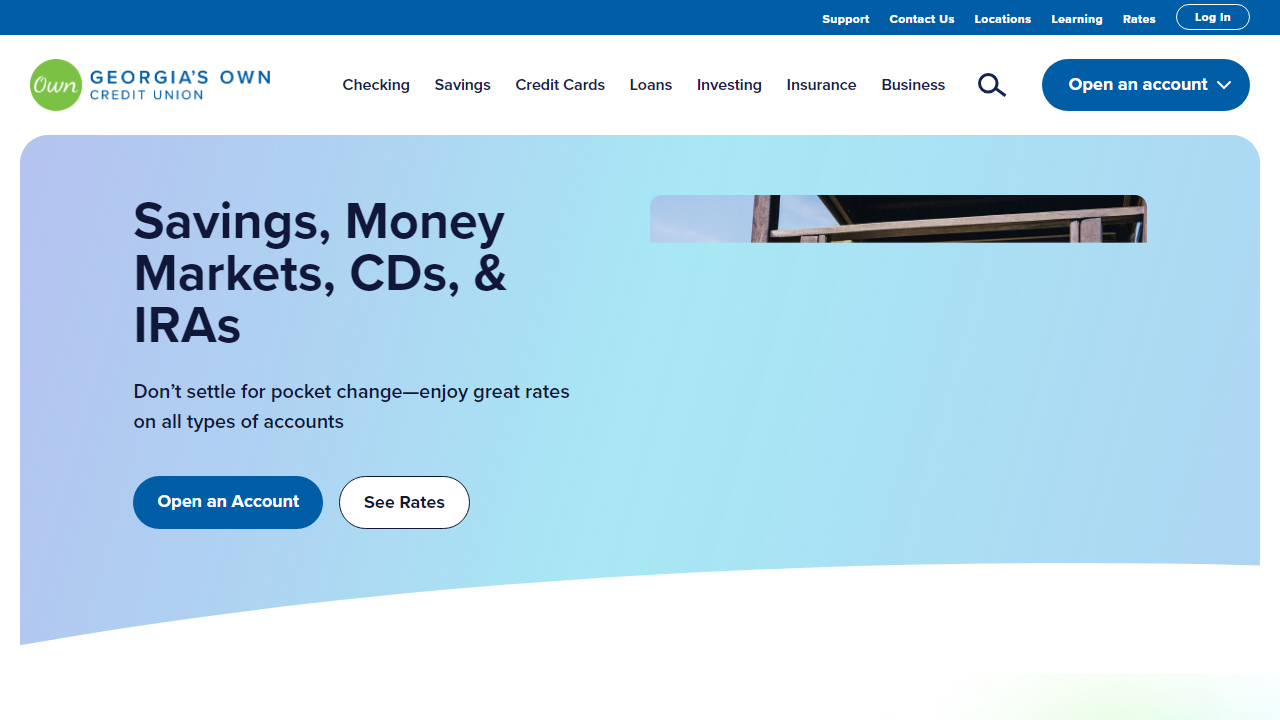 Support Contact Us Locations Learning Rates Log In
Own GEORGIA'S OWN
CREDIT UNION
Checking Savings Credit Cards Loans Investing Insurance Business Open an account
Savings, Money
Markets, CDs, &
IRAs
Don’t settle for pocket change—enjoy great rates
on all types of accounts
Open an Account See Rates